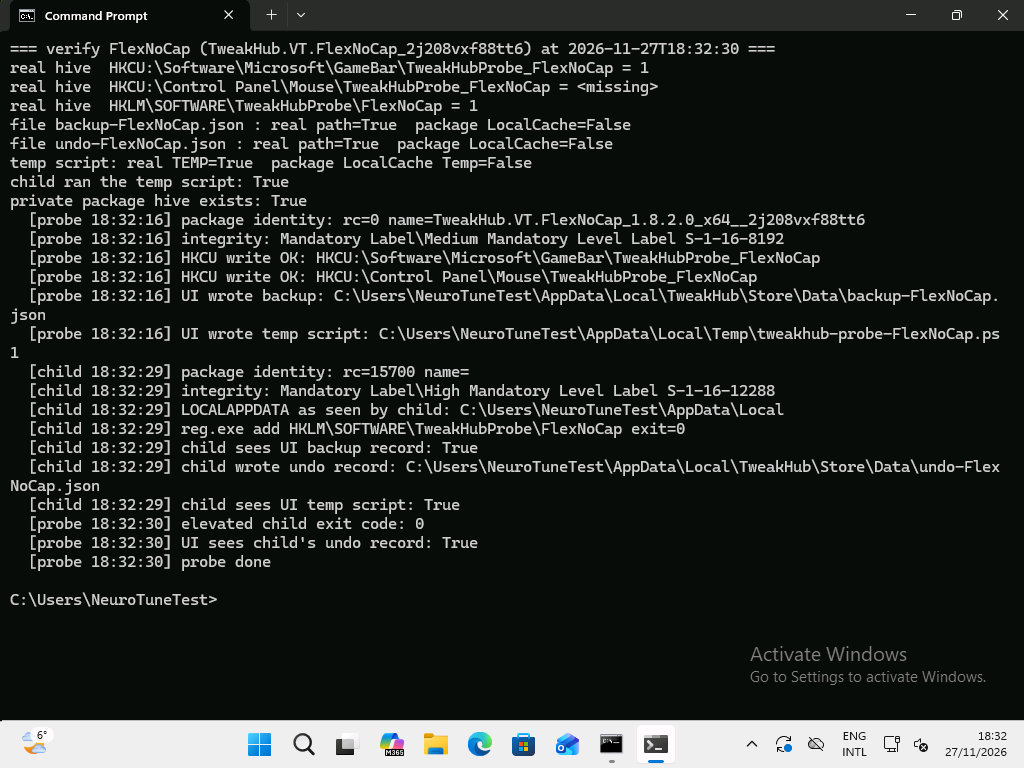 Command Prompt
=== verify FlexNoCap (TweakHub.VT.FlexNoCap_2j208vxf88tt6) at 2026-11-27T18:32:30 ===
real hive  HKCU:\Software\Microsoft\GameBar\TweakHubProbe_FlexNoCap = 1
real hive  HKCU:\Control Panel\Mouse\TweakHubProbe_FlexNoCap = <missing>
real hive  HKLM\SOFTWARE\TweakHubProbe\FlexNoCap = 1
file backup-FlexNoCap.json : real path=True  package LocalCache=False
file undo-FlexNoCap.json : real path=True  package LocalCache=False
temp script: real TEMP=True  package LocalCache Temp=False
child ran the temp script: True
private package hive exists: True
  [probe 18:32:16] package identity: rc=0 name=TweakHub.VT.FlexNoCap_1.8.2.0_x64__2j208vxf88tt6
  [probe 18:32:16] integrity: Mandatory Label\Medium Mandatory Level Label S-1-16-8192
  [probe 18:32:16] HKCU write OK: HKCU:\Software\Microsoft\GameBar\TweakHubProbe_FlexNoCap
  [probe 18:32:16] HKCU write OK: HKCU:\Control Panel\Mouse\TweakHubProbe_FlexNoCap
  [probe 18:32:16] UI wrote backup: C:\Users\NeuroTuneTest\AppData\Local\TweakHub\Store\Data\backup-FlexNoCap.
json
  [probe 18:32:16] UI wrote temp script: C:\Users\NeuroTuneTest\AppData\Local\Temp\tweakhub-probe-FlexNoCap.ps
1
  [child 18:32:29] package identity: rc=15700 name=
  [child 18:32:29] integrity: Mandatory Label\High Mandatory Level Label S-1-16-12288
  [child 18:32:29] LOCALAPPDATA as seen by child: C:\Users\NeuroTuneTest\AppData\Local
  [child 18:32:29] reg.exe add HKLM\SOFTWARE\TweakHubProbe\FlexNoCap exit=0
  [child 18:32:29] child sees UI backup record: True
  [child 18:32:29] child wrote undo record: C:\Users\NeuroTuneTest\AppData\Local\TweakHub\Store\Data\undo-Flex
NoCap.json
  [child 18:32:29] child sees UI temp script: True
  [probe 18:32:30] elevated child exit code: 0
  [probe 18:32:30] UI sees child's undo record: True
  [probe 18:32:30] probe done
C:\Users\NeuroTuneTest>
Activate Windows
Go to Settings to activate Windows.
6°
M365
ENG
INTL
18:32
27/11/2026